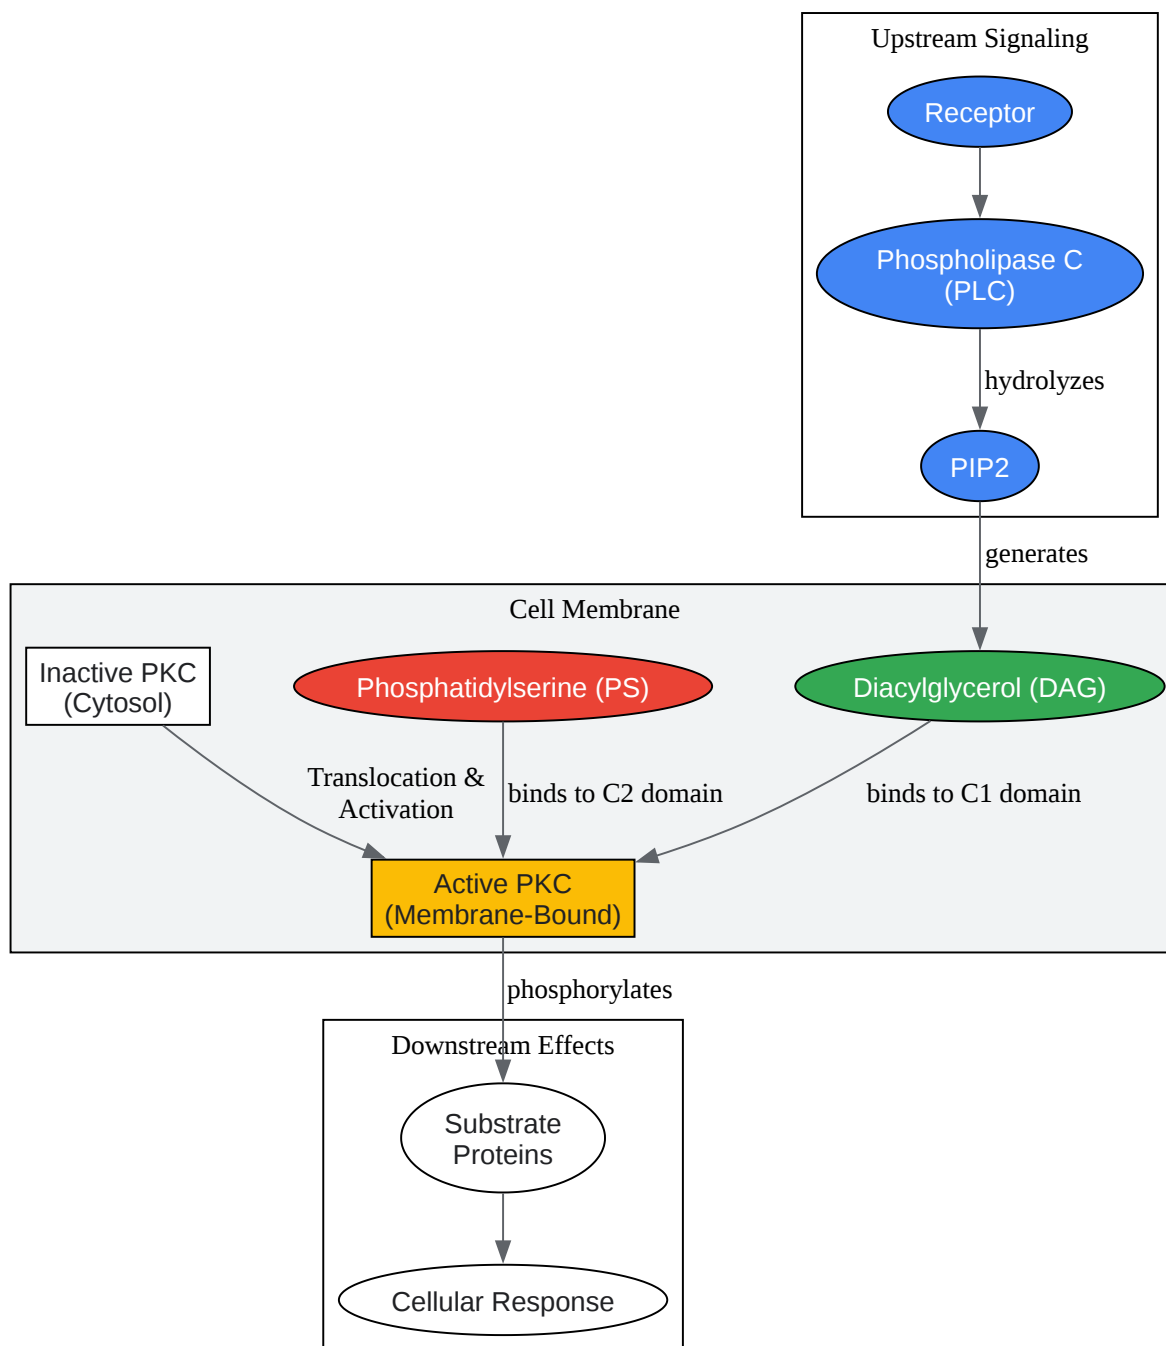 Upstream Signaling
Receptor
Phospholipase C
(PLC)
hydrolyzes
PIP2
generates
Cell Membrane
Inactive PKC
(Cytosol)
Phosphatidylserine (PS)
Diacylglycerol (DAG)
Translocation &
Activation
binds to C2 domain
binds to C1 domain
Active PKC
(Membrane-Bound)
phosphorylates
Downstream Effects
Substrate
Proteins
Cellular Response